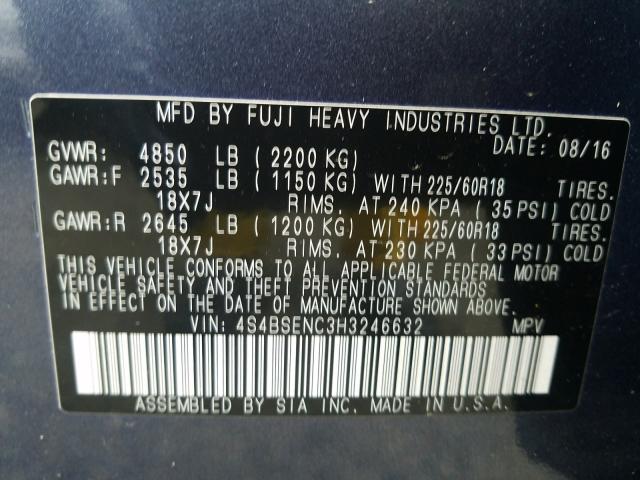 MFD BY FUJI HEAVY INDUSTRIES LTD.
DATE: 08/16
GVWR: 4850 LB (2200 KG)
GAWR:F 2535 LB (1150 KG) WITH 225/60R18 TIRES.
18X7J RIMS. AT 240 KPA (35 PSI) COLD
GAWR:R 2645 LB (1200 KG) WITH 225/60R18 TIRES.
18X7J RIMS. AT 230 KPA (33 PSI) COLD
THIS VEHICLE CONFORMS TO ALL APPLICABLE FEDERAL MOTOR
VEHICLE SAFETY AND THEFT PREVENTION STANDARDS
IN EFFECT ON THE DATE OF MANUFACTURE SHOWN ABOVE.
VIN: 4S4BSENC3H3246632 MPV
ASSEMBLED BY SIA INC. MADE IN U.S.A.